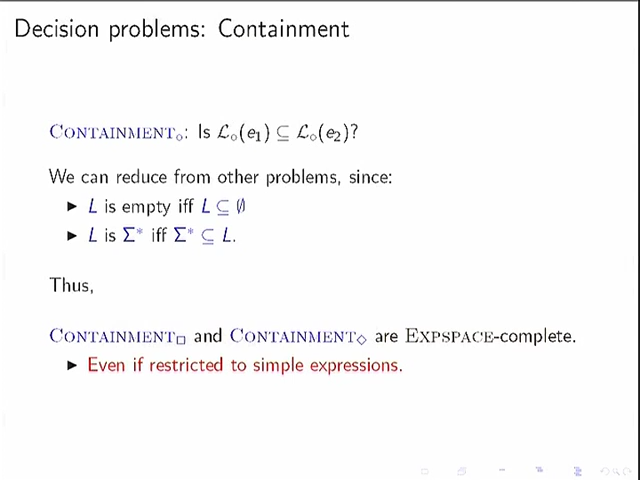 Decision problems: Containment
CONTAINMENT○: Is ℒ○(e₁) ⊆ ℒ○(e₂)?
We can reduce from other problems, since:
▶ L is empty iff L ⊆ ∅
▶ L is Σ* iff Σ* ⊆ L.
Thus,
CONTAINMENT□ and CONTAINMENT◇ are EXPSPACE-complete.
▶ Even if restricted to simple expressions.